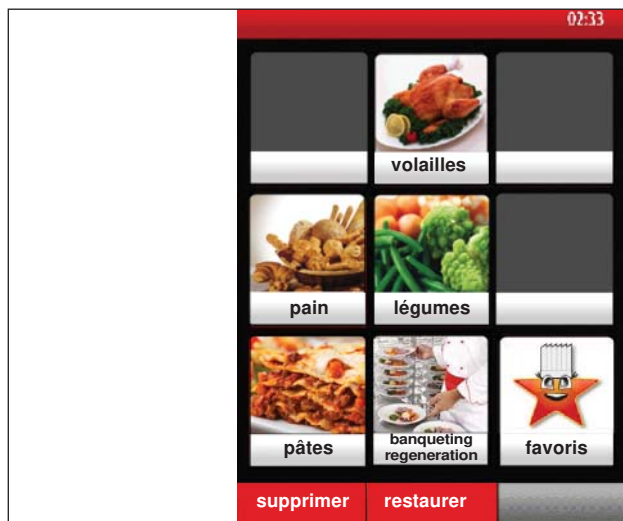 02:33
volailles
pain
légumes
pâtes
banqueting
regeneration
favoris
supprimer
restaurer